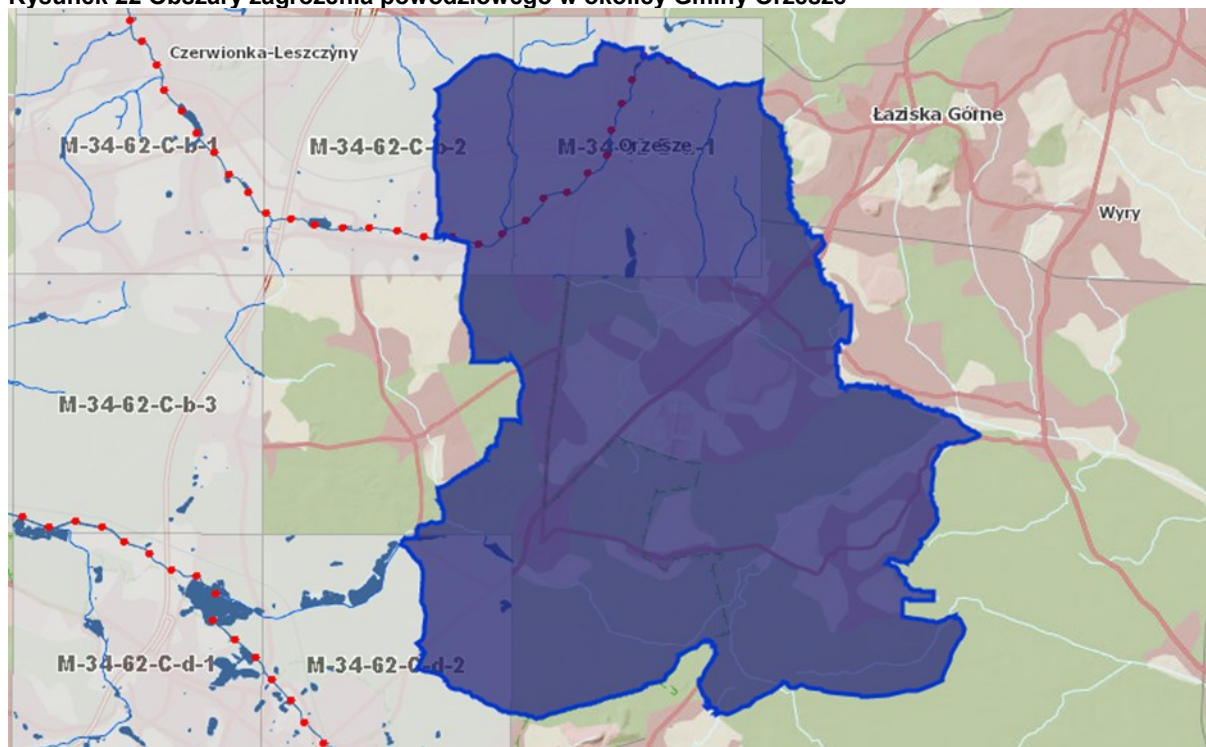 Rysunek 22 Obszary zagrożenia powodziowego w okolicy Gminy Orzesze
Czerwionka-Leszczyny
Łaziska Górne
M-34-62-C-b-1
M-34-62-C-b-2
Orzesze
Wyry
M-34-62-C-b-3
M-34-62-C-d-1
M-34-62-C-d-2